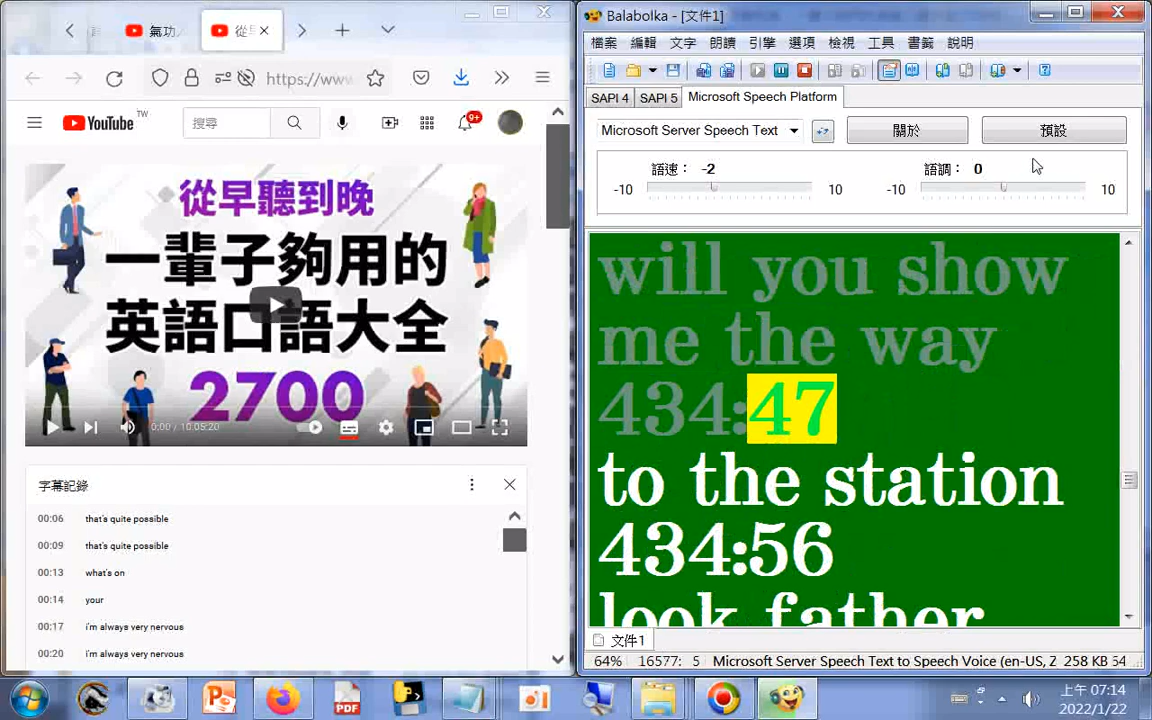 氣功
從
https://www
YouTube TW
搜尋
9+
從早聽到晚
一輩子夠用的
英語口語大全
2700
0:00 / 10:05:20
字幕記錄
00:06 that's quite possible
00:09 that's quite possible
00:13 what's on
00:14 your
00:17 i'm always very nervous
00:20 i'm always very nervous
Balabolka - [文件1]
檔案 編輯 文字 朗讀 引擎 選項 檢視 工具 書籤 說明
SAPI 4 SAPI 5 Microsoft Speech Platform
Microsoft Server Speech Text 關於 預設
語速： -2 語調： 0
-10 10 -10 10
will you show
me the way
434:47
to the station
434:56
look father
文件1
64% 16577: 5 Microsoft Server Speech Text to Speech Voice (en-US, Z 258 KB 54
PDF
上午 07:14
2022/1/22